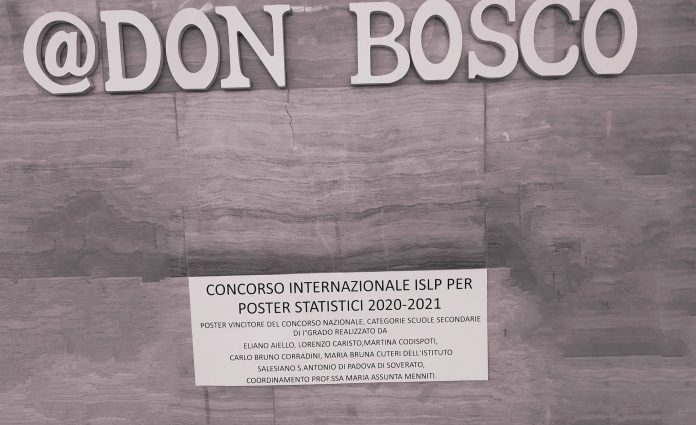 @DON BOSCO
CONCORSO INTERNAZIONALE ISLP PER
POSTER STATISTICI 2020-2021
POSTER VINCITORE DEL CONCORSO NAZIONALE, CATEGORIE SCUOLE SECONDARIE
DI I°GRADO REALIZZATO DA
ELIANO AIELLO, LORENZO CARISTO,MARTINA CODISPOTI,
CARLO BRUNO CORRADINI, MARIA BRUNA CUTERI DELL'ISTITUTO
SALESIANO S.ANTONIO DI PADOVA DI SOVERATO,
COORDINAMENTO PROF.SSA MARIA ASSUNTA MENNITI.